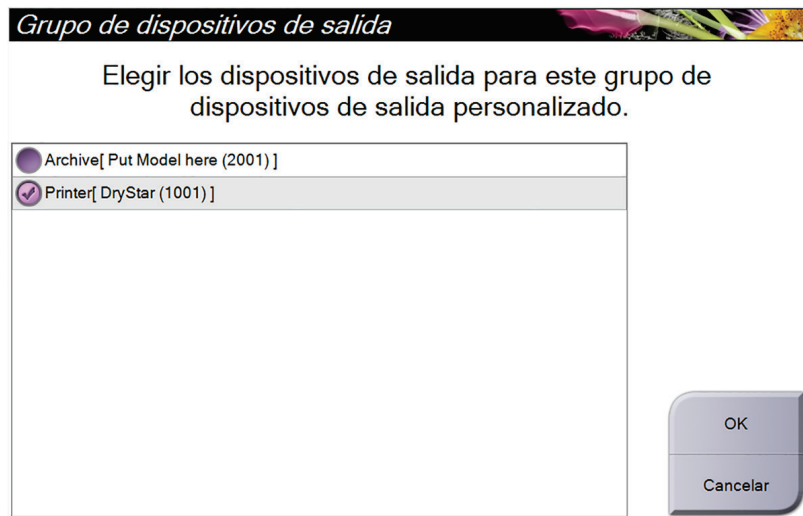 Grupo de dispositivos de salida
Elegir los dispositivos de salida para este grupo de
dispositivos de salida personalizado.
Archive[ Put Model here (2001) ]
Printer[ DryStar (1001) ]
OK
Cancelar